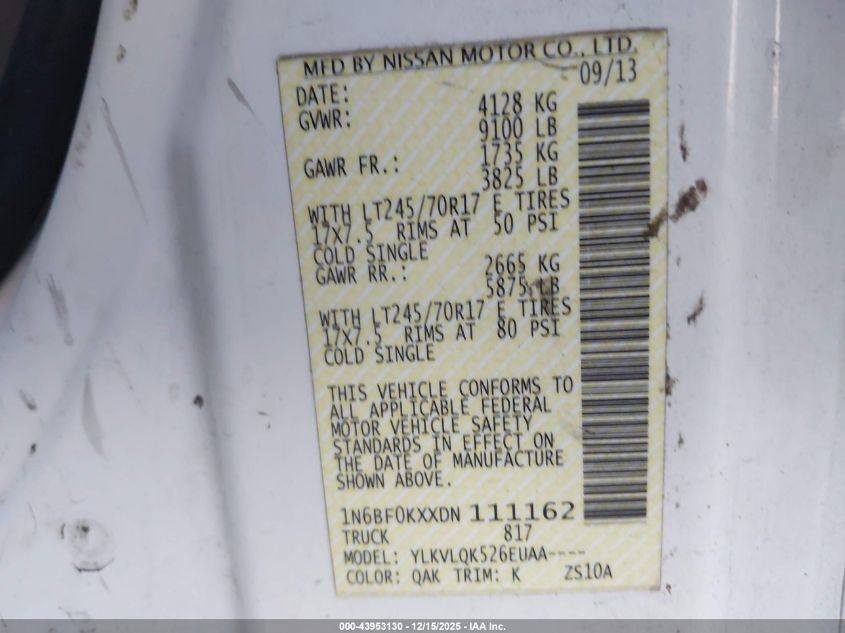 MFD BY NISSAN MOTOR CO., LTD.
DATE: 09/13
GVWR: 4128 KG
9100 LB
GAWR FR.: 1735 KG
3825 LB
WITH LT245/70R17 E TIRES
17X7.5 RIMS AT 50 PSI
COLD SINGLE
GAWR RR.: 2665 KG
5875 LB
WITH LT245/70R17 E TIRES
17X7.5 RIMS AT 80 PSI
COLD SINGLE
THIS VEHICLE CONFORMS TO
ALL APPLICABLE FEDERAL
MOTOR VEHICLE SAFETY
STANDARDS IN EFFECT ON
THE DATE OF MANUFACTURE
SHOWN ABOVE.
1N6BF0KXXDN 111162
TRUCK 817
MODEL: YLKVLQK526EUAA----
COLOR: QAK TRIM: K ZS10A
000-43953130 - 12/15/2025 - IAA Inc.